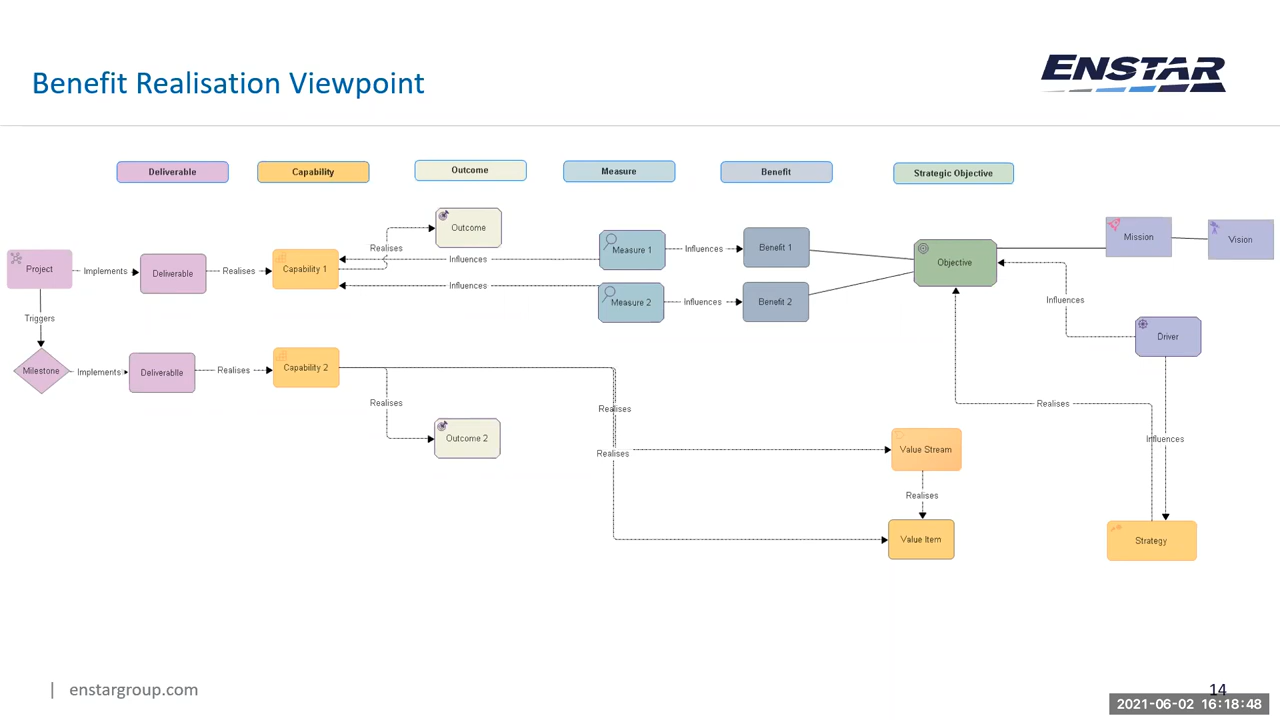 Benefit Realisation Viewpoint
ENSTAR
Deliverable
Capability
Outcome
Measure
Benefit
Strategic Objective
Outcome
Mission
Vision
Realises
Measure 1
Influences
Benefit 1
Influences
Objective
Project
Implements
Deliverable
Realises
Capability 1
Influences
Measure 2
Influences
Benefit 2
Influences
Triggers
Driver
Milestone
Implements
Deliverablle
Realises
Capability 2
Realises
Realises
Realises
Outcome 2
Influences
Realises
Value Stream
Realises
Value Item
Strategy
| enstargroup.com
14
2021-06-02 16:18:48